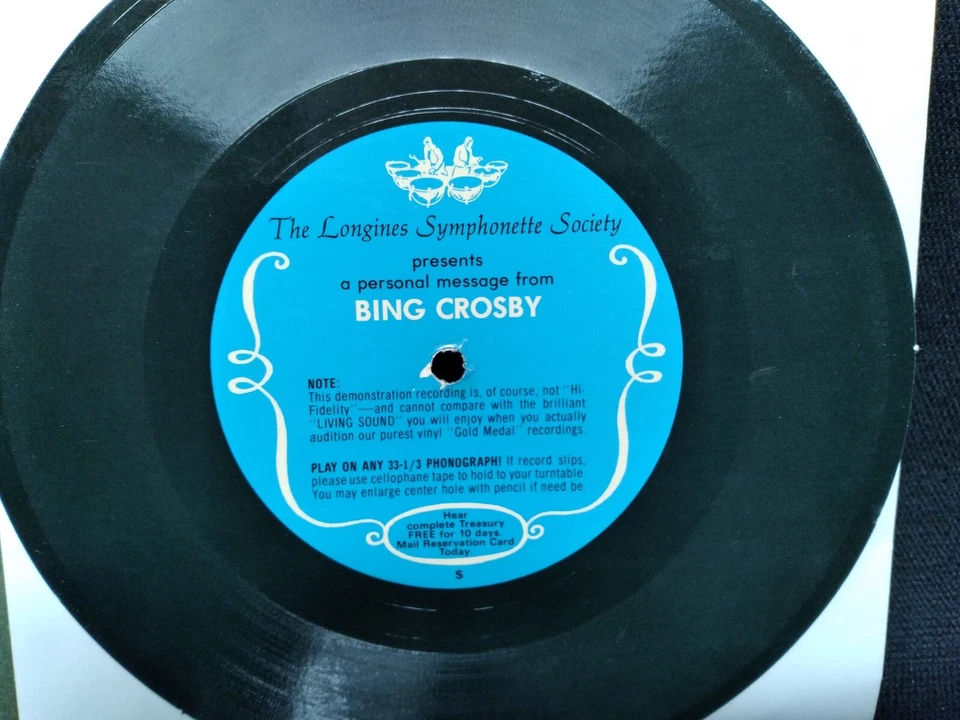 The Longines Symphonette Society
presents
a personal message from
BING CROSBY
NOTE:
This demonstration recording is, of course, not "Hi-
Fidelity"—and cannot compare with the brilliant
"LIVING SOUND" you will enjoy when you actually
audition our purest vinyl "Gold Medal" recordings.
PLAY ON ANY 33-1/3 PHONOGRAPH! If record slips,
please use cellophane tape to hold to your turntable.
You may enlarge center hole with pencil if need be.
Hear
complete Treasury
FREE for 10 days.
Mail Reservation Card
Today.
S